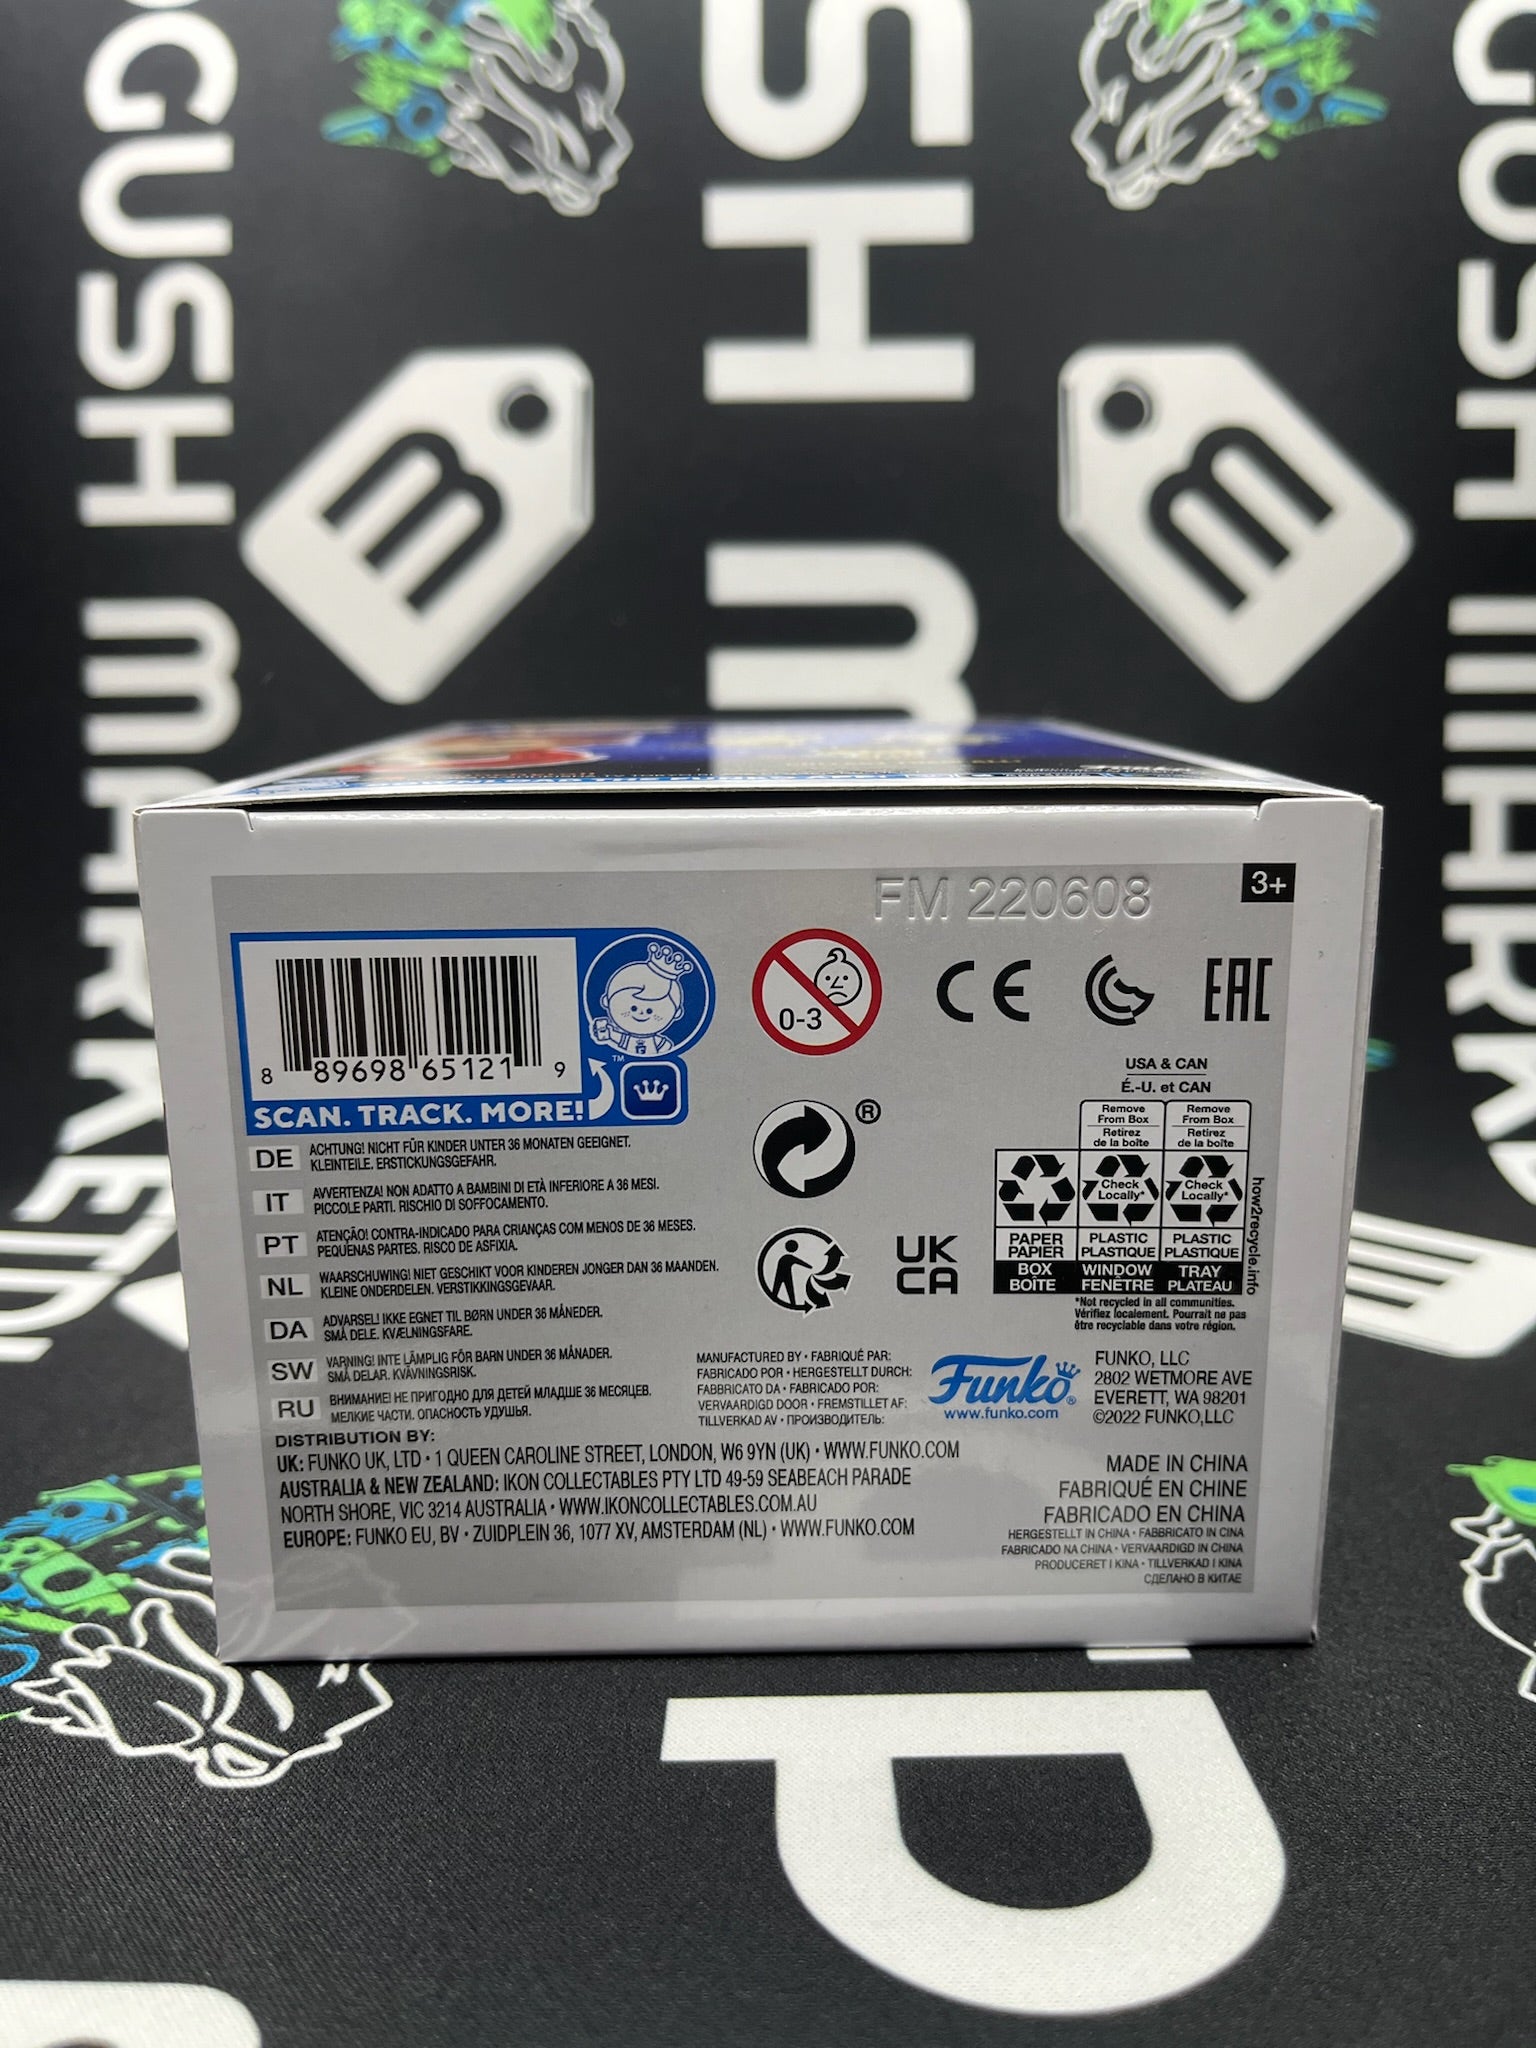 GUSH MARKETPL
SH M
GUSH MARK
FM 220608
3+
8 89698 65121 9
SCAN. TRACK. MORE!
™
0-3
CE
EAC
USA & CAN
É.-U. et CAN
Remove From Box
Retirez de la boîte
Remove From Box
Retirez de la boîte
Check Locally*
Check Locally*
PAPER PAPIER
PLASTIC PLASTIQUE
PLASTIC PLASTIQUE
BOX BOÎTE
WINDOW FENÊTRE
TRAY PLATEAU
how2recycle.info
*Not recycled in all communities.
Vérifiez localement. Pourrait ne pas
être recyclable dans votre région.
®
UK
CA
DE ACHTUNG! NICHT FÜR KINDER UNTER 36 MONATEN GEEIGNET.
KLEINTEILE. ERSTICKUNGSGEFAHR.
IT AVVERTENZA! NON ADATTO A BAMBINI DI ETÀ INFERIORE A 36 MESI.
PICCOLE PARTI. RISCHIO DI SOFFOCAMENTO.
PT ATENÇÃO! CONTRA-INDICADO PARA CRIANÇAS COM MENOS DE 36 MESES.
PEQUENAS PARTES. RISCO DE ASFIXIA.
NL WAARSCHUWING! NIET GESCHIKT VOOR KINDEREN JONGER DAN 36 MAANDEN.
KLEINE ONDERDELEN. VERSTIKKINGSGEVAAR.
DA ADVARSEL! IKKE EGNET TIL BØRN UNDER 36 MÅNEDER.
SMÅ DELE. KVÆLNINGSFARE.
SW VARNING! INTE LÄMPLIG FÖR BARN UNDER 36 MÅNADER.
SMÅ DELAR. KVÄVNINGSRISK.
RU ВНИМАНИЕ! НЕ ПРИГОДНО ДЛЯ ДЕТЕЙ МЛАДШЕ 36 МЕСЯЦЕВ.
МЕЛКИЕ ЧАСТИ. ОПАСНОСТЬ УДУШЬЯ.
MANUFACTURED BY • FABRIQUÉ PAR:
FABRICADO POR • HERGESTELLT DURCH:
FABBRICATO DA • FABRICADO POR:
VERVAARDIGD DOOR • FREMSTILLET AF:
TILLVERKAD AV • ПРОИЗВОДИТЕЛЬ:
Funko®
www.funko.com
FUNKO, LLC
2802 WETMORE AVE
EVERETT, WA 98201
©2022 FUNKO,LLC
DISTRIBUTION BY:
UK: FUNKO UK, LTD • 1 QUEEN CAROLINE STREET, LONDON, W6 9YN (UK) • WWW.FUNKO.COM
AUSTRALIA & NEW ZEALAND: IKON COLLECTABLES PTY LTD 49-59 SEABEACH PARADE
NORTH SHORE, VIC 3214 AUSTRALIA • WWW.IKONCOLLECTABLES.COM.AU
EUROPE: FUNKO EU, BV • ZUIDPLEIN 36, 1077 XV, AMSTERDAM (NL) • WWW.FUNKO.COM
MADE IN CHINA
FABRIQUÉ EN CHINE
FABRICADO EN CHINA
HERGESTELLT IN CHINA • FABBRICATO IN CINA
FABRICADO NA CHINA • VERVAARDIGD IN CHINA
PRODUCERET I KINA • TILLVERKAD I KINA
СДЕЛАНО В КИТАЕ
P